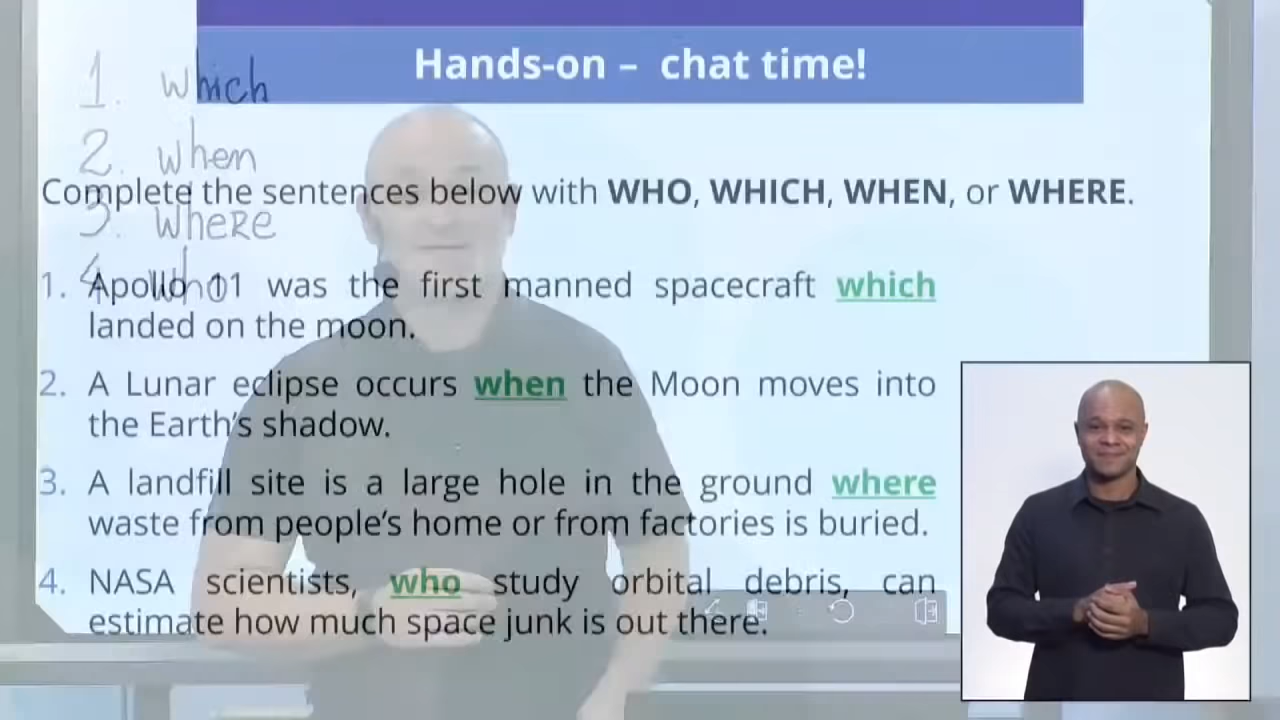 Hands-on – chat time!
1. which
2. when
Complete the sentences below with WHO, WHICH, WHEN, or WHERE.
3. where
4. who
1. Apollo 11 was the first manned spacecraft which
landed on the moon.
2. A Lunar eclipse occurs when the Moon moves into
the Earth’s shadow.
3. A landfill site is a large hole in the ground where
waste from people’s home or from factories is buried.
4. NASA scientists, who study orbital debris, can
estimate how much space junk is out there.